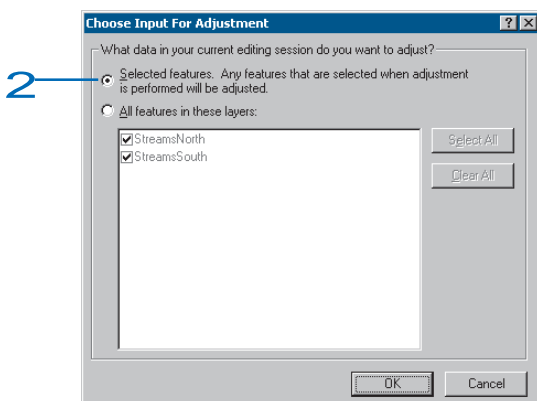 Choose Input For Adjustment
What data in your current editing session do you want to adjust?
2
Selected features. Any features that are selected when adjustment
is performed will be adjusted.
All features in these layers:
StreamsNorth
StreamsSouth
Select All
Clear All
OK
Cancel